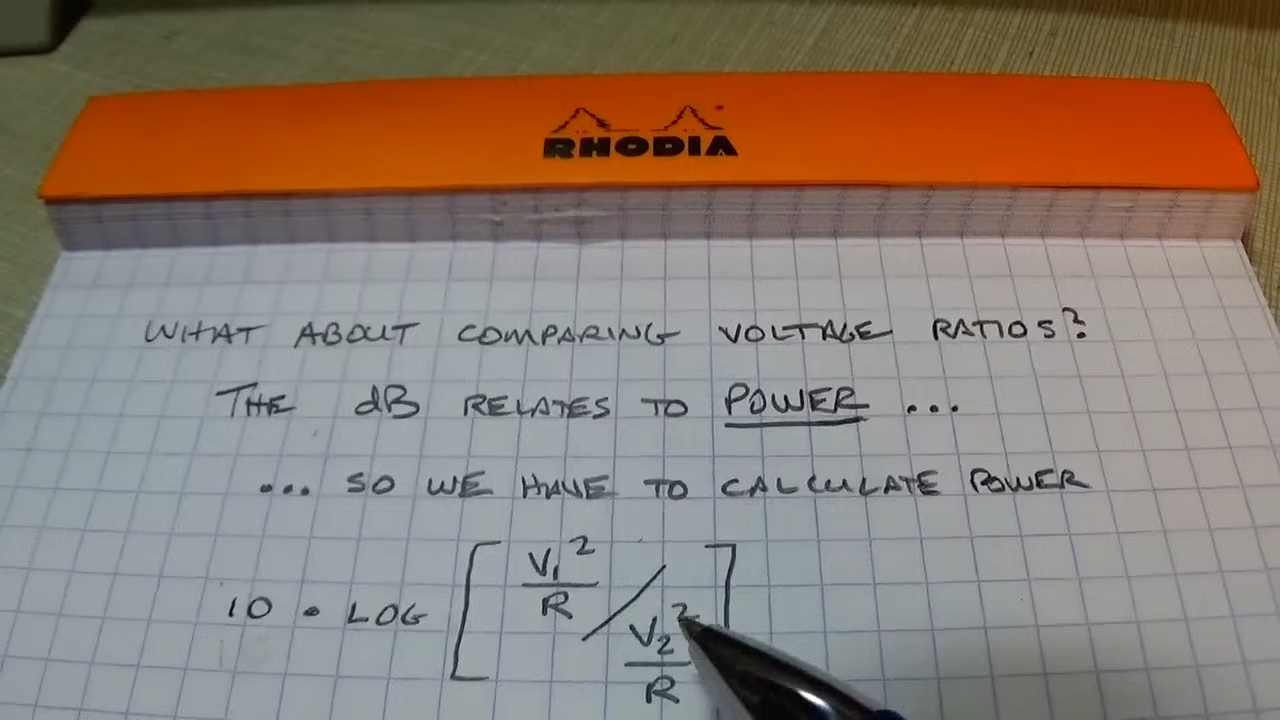 RHODIA
WHAT ABOUT COMPARING VOLTAGE RATIOS?
THE dB RELATES TO POWER ...
... SO WE HAVE TO CALCULATE POWER
10 • LOG [ V₁² / R / V₂² / R ]